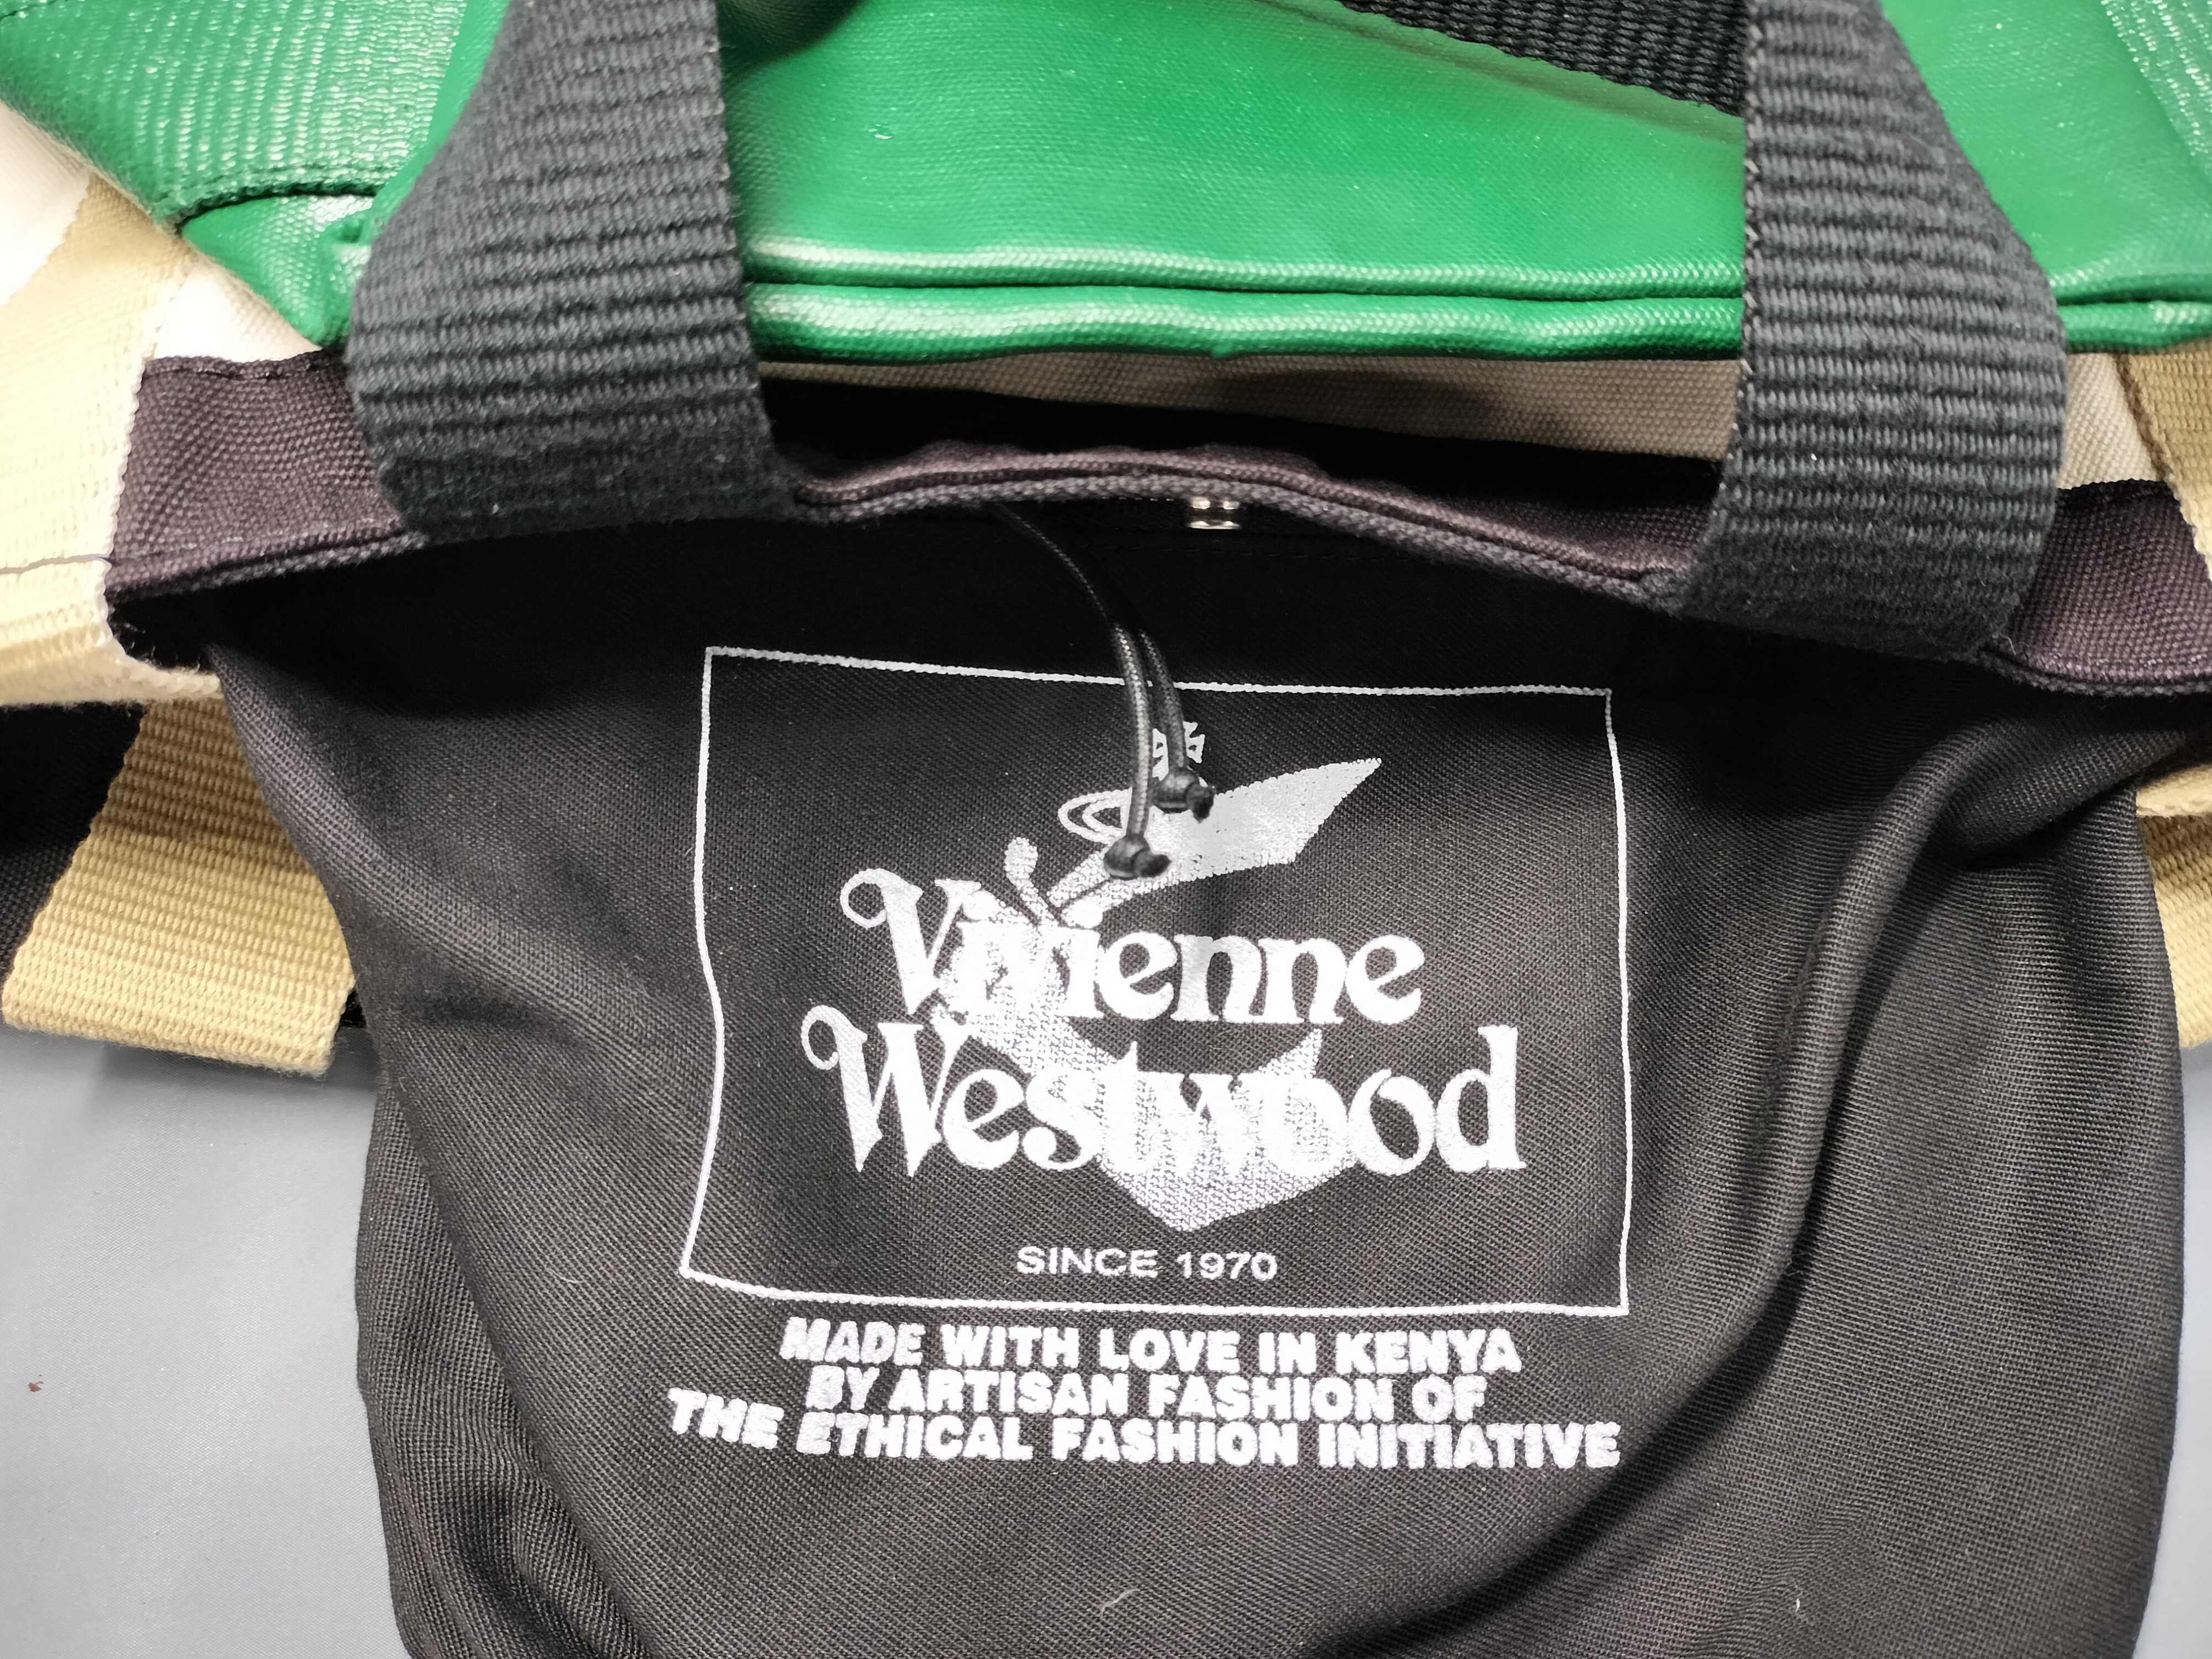 Vivienne
Westwood
SINCE 1970
MADE WITH LOVE IN KENYA
BY ARTISAN FASHION OF
THE ETHICAL FASHION INITIATIVE